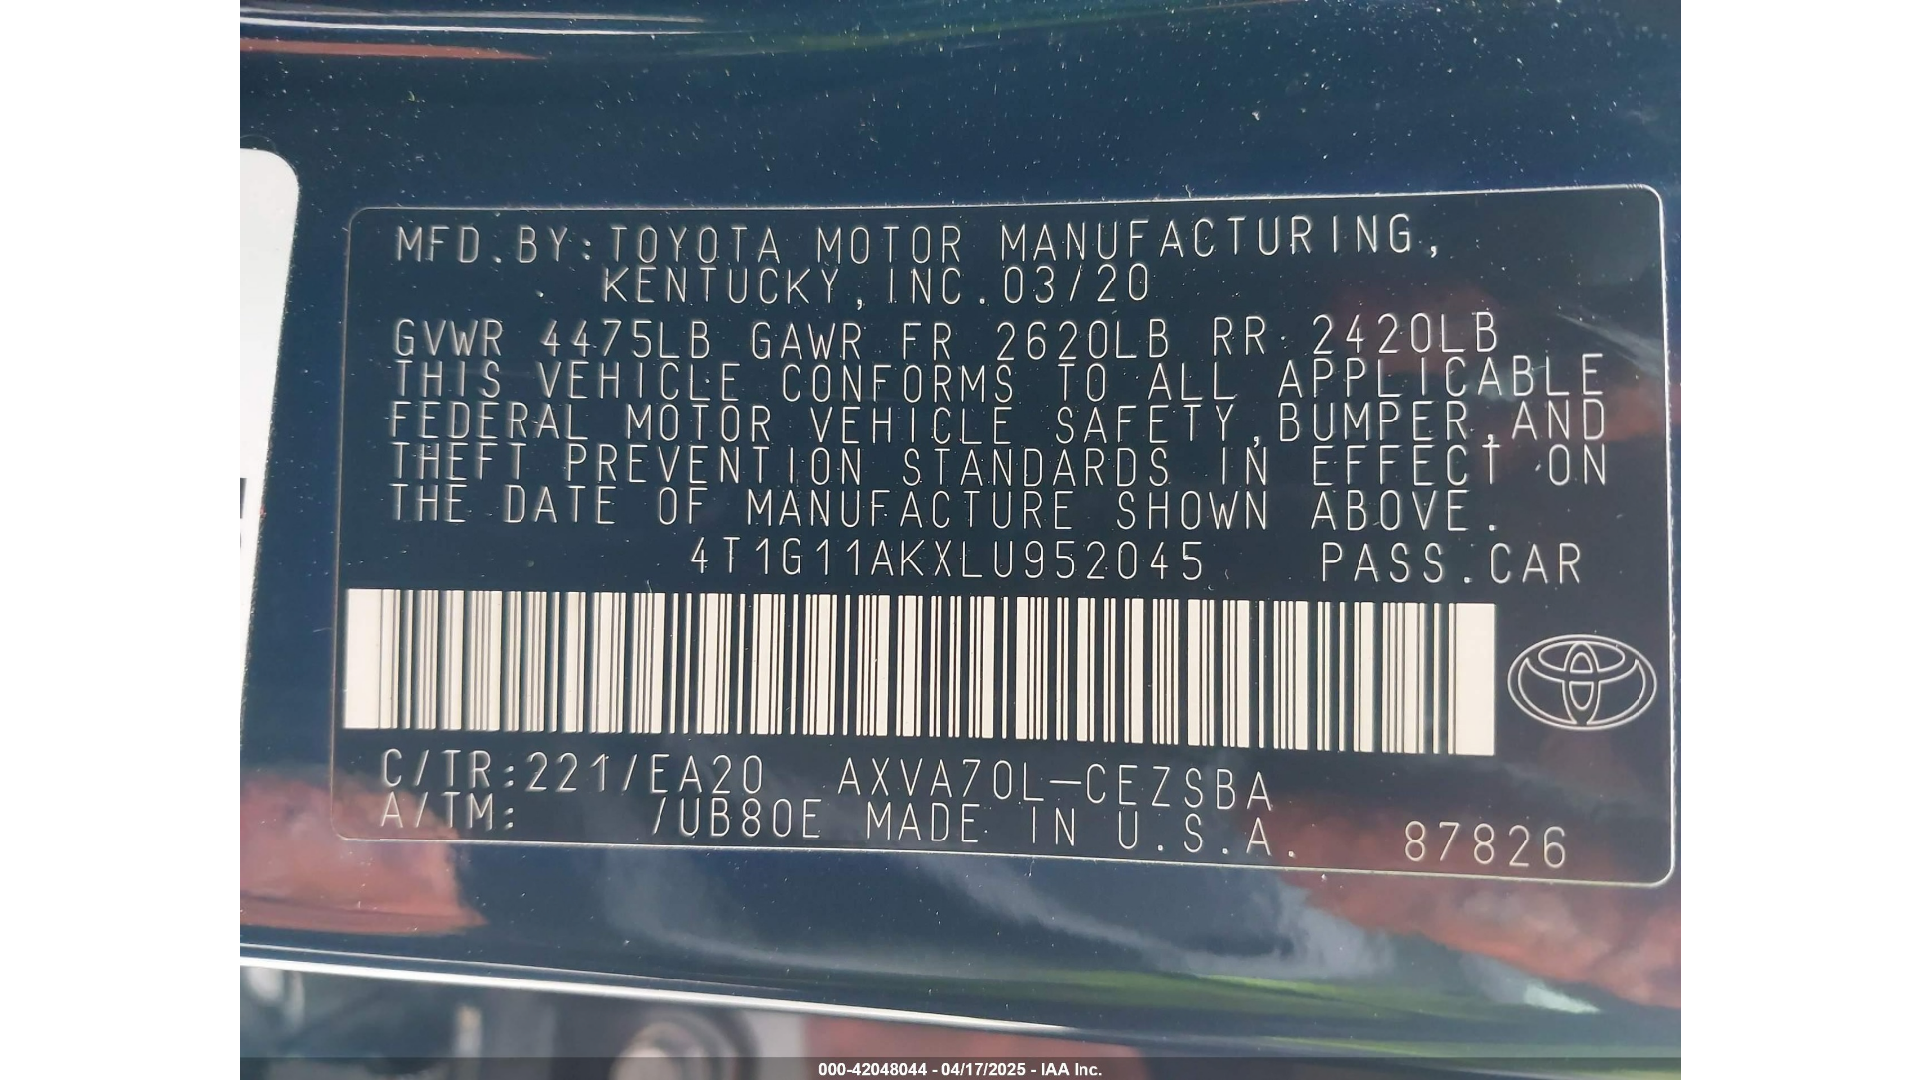 MFD.BY:TOYOTA MOTOR MANUFACTURING,
KENTUCKY,INC.03/20
GVWR 4475LB GAWR FR 2620LB RR 2420LB
THIS VEHICLE CONFORMS TO ALL APPLICABLE
FEDERAL MOTOR VEHICLE SAFETY,BUMPER,AND
THEFT PREVENTION STANDARDS IN EFFECT ON
THE DATE OF MANUFACTURE SHOWN ABOVE.
4T1G11AKXLU952045 PASS.CAR
C/TR:221/EA20 AXVA70L-CEZSBA
A/TM: /UB80E MADE IN U.S.A. 87826
000-42048044 - 04/17/2025 - IAA Inc.